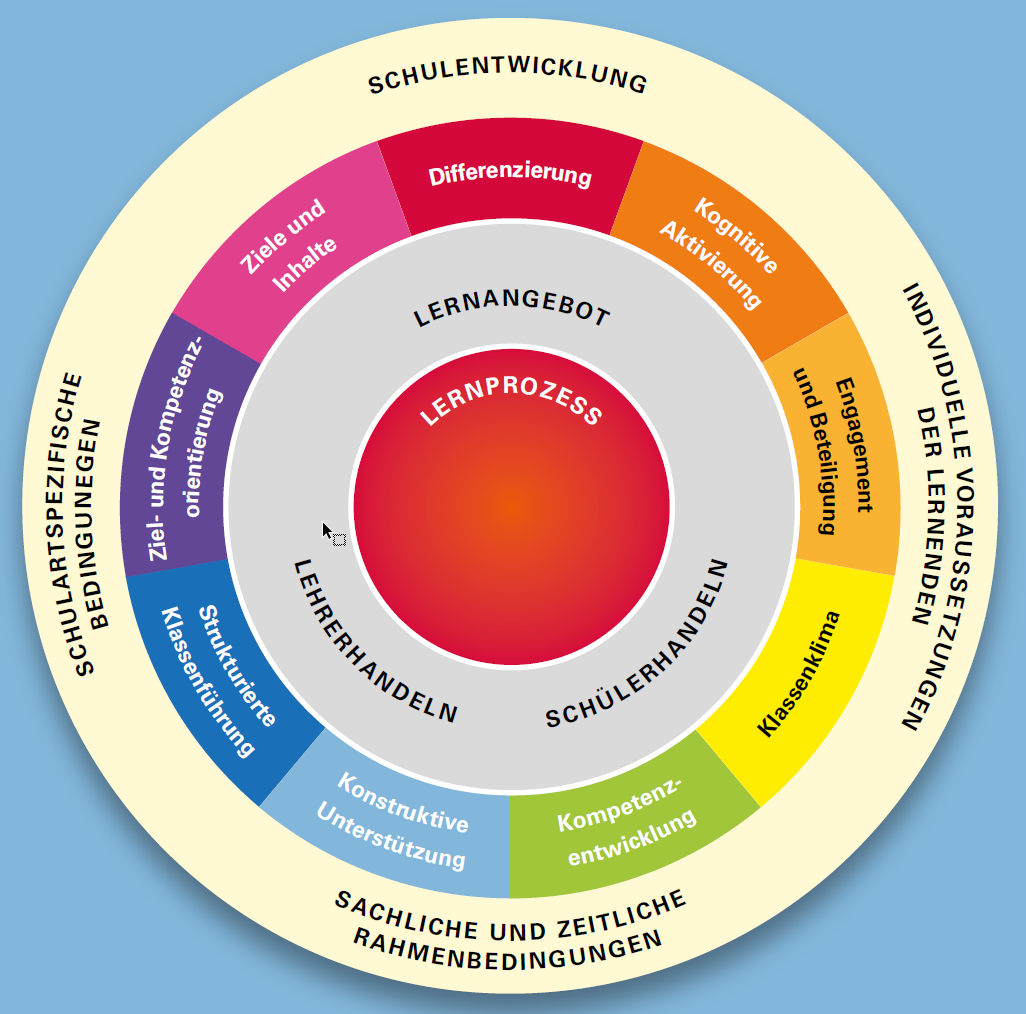 SCHULENTWICKLUNG
Differenzierung
Kognitive
Aktivierung
Engagement
und Beteiligung
Klassenklima
Kompetenz-
entwicklung
Konstruktive
Unterstützung
Strukturierte
Klassenführung
Ziel- und Kompetenz-
orientierung
Ziele und
Inhalte
LERNANGEBOT
LERNPROZESS
LEHRERHANDELN
SCHÜLERHANDELN
INDIVIDUELLE VORAUSSETZUNGEN
DER LERNENDEN
SACHLICHE UND ZEITLICHE
RAHMENBEDINGUNGEN
SCHULARTSPEZIFISCHE
BEDINGUNEGEN